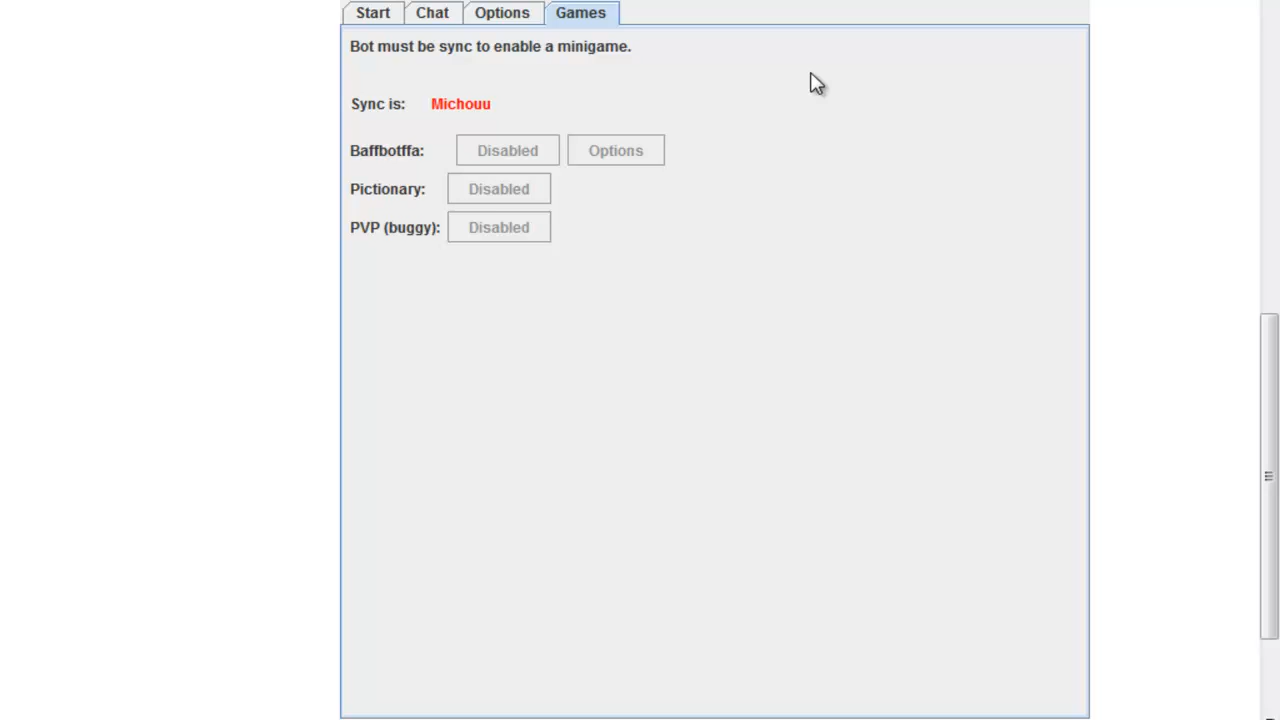 Start Chat Options Games
Bot must be sync to enable a minigame.
Sync is: Michouu
Baffbotffa: Disabled Options
Pictionary: Disabled
PVP (buggy): Disabled